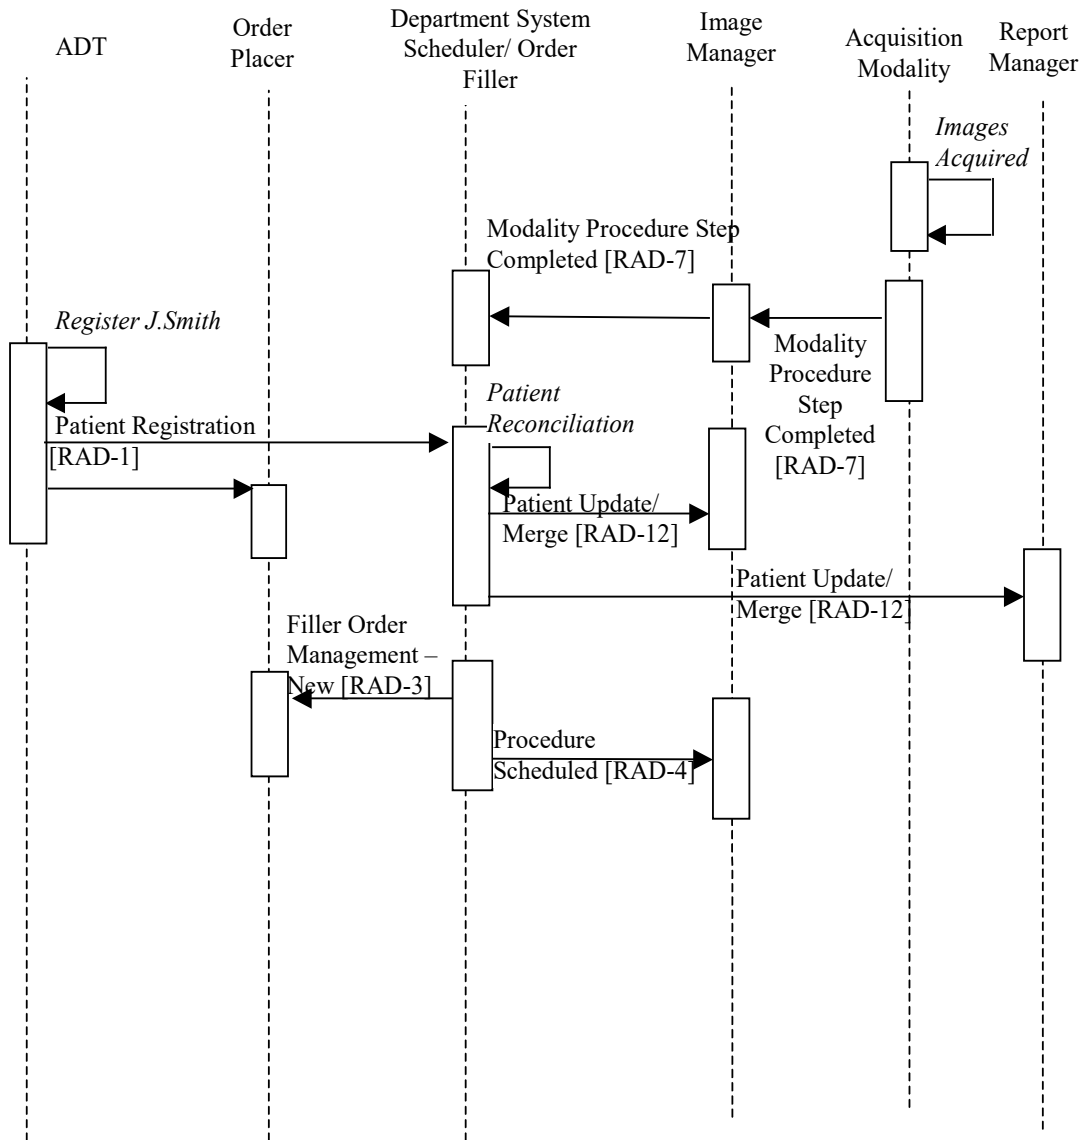 ADT
Order
Placer
Department System
Scheduler/ Order
Filler
Image
Manager
Acquisition
Modality
Report
Manager
Images
Acquired
Modality Procedure Step
Completed [RAD-7]
Register J.Smith
Modality
Procedure
Step
Completed
[RAD-7]
Patient
Reconciliation
Patient Registration
[RAD-1]
Patient Update/
Merge [RAD-12]
Patient Update/
Merge [RAD-12]
Filler Order
Management –
New [RAD-3]
Procedure
Scheduled [RAD-4]